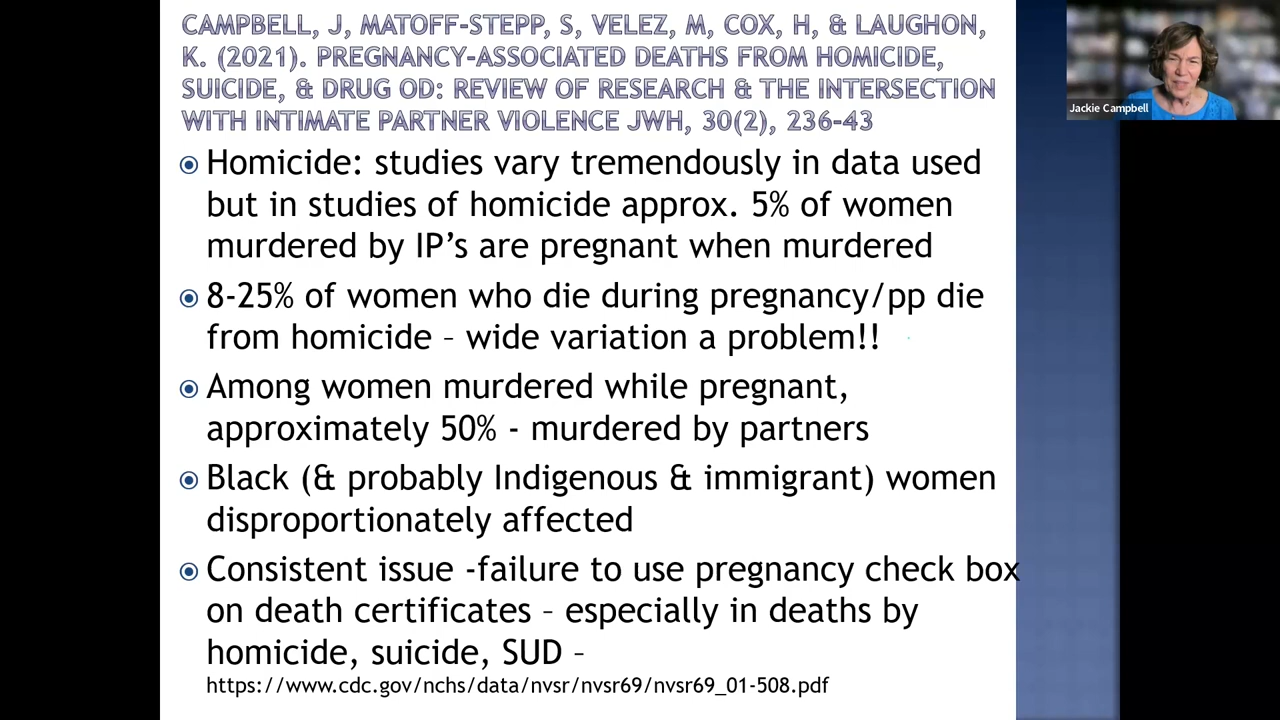 CAMPBELL, J, MATOFF-STEPP, S, VELEZ, M, COX, H, & LAUGHON,
K. (2021). PREGNANCY-ASSOCIATED DEATHS FROM HOMICIDE,
SUICIDE, & DRUG OD: REVIEW OF RESEARCH & THE INTERSECTION
WITH INTIMATE PARTNER VIOLENCE JWH, 30(2), 236-43
Jackie Campbell
Homicide: studies vary tremendously in data used
but in studies of homicide approx. 5% of women
murdered by IP’s are pregnant when murdered
8-25% of women who die during pregnancy/pp die
from homicide – wide variation a problem!!
Among women murdered while pregnant,
approximately 50% - murdered by partners
Black (& probably Indigenous & immigrant) women
disproportionately affected
Consistent issue -failure to use pregnancy check box
on death certificates – especially in deaths by
homicide, suicide, SUD –
https://www.cdc.gov/nchs/data/nvsr/nvsr69/nvsr69_01-508.pdf